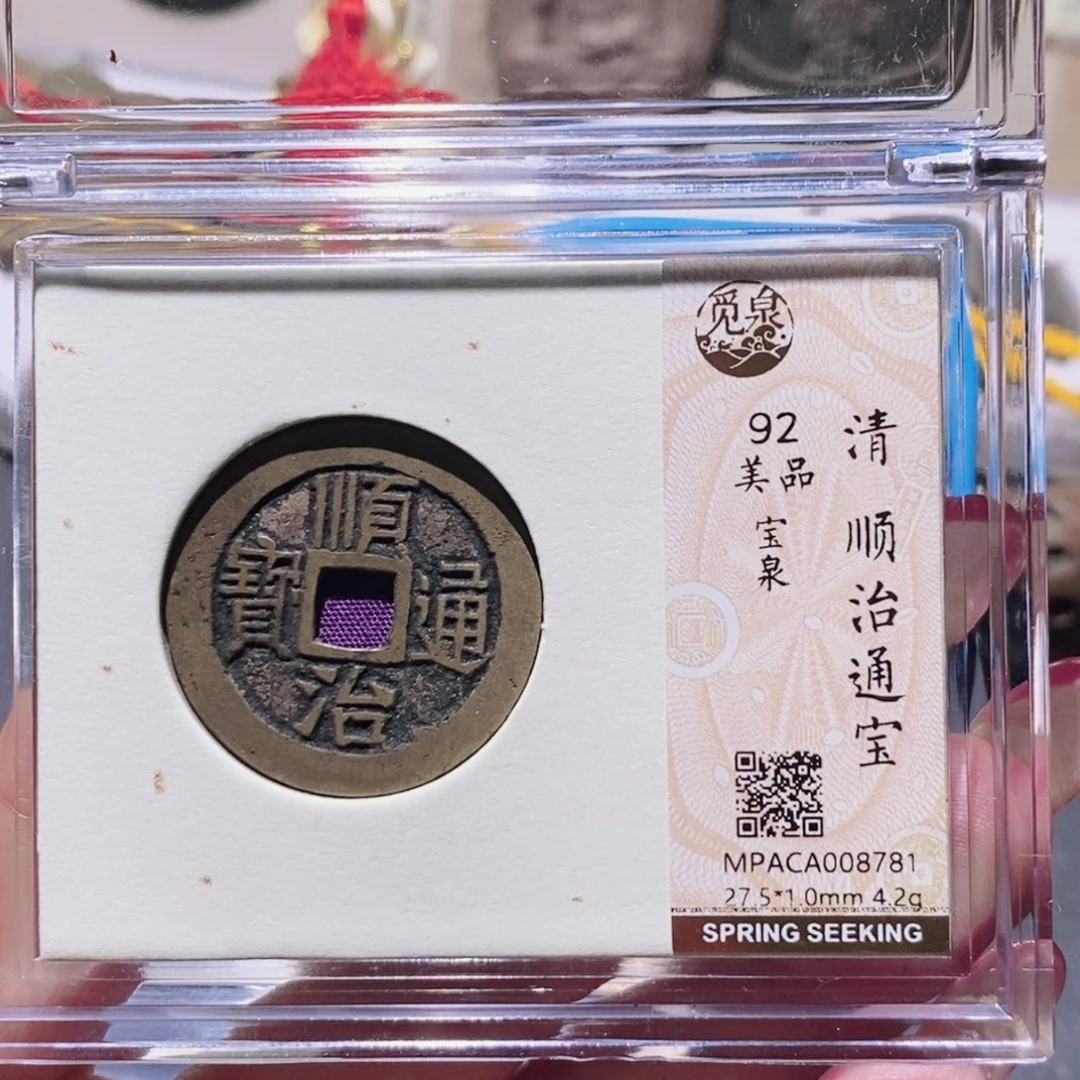 順治通寶
觅泉
92
美品
宝泉
清 顺治通宝
MPACA008781
27.5*1.0mm 4.2g
SPRING SEEKING